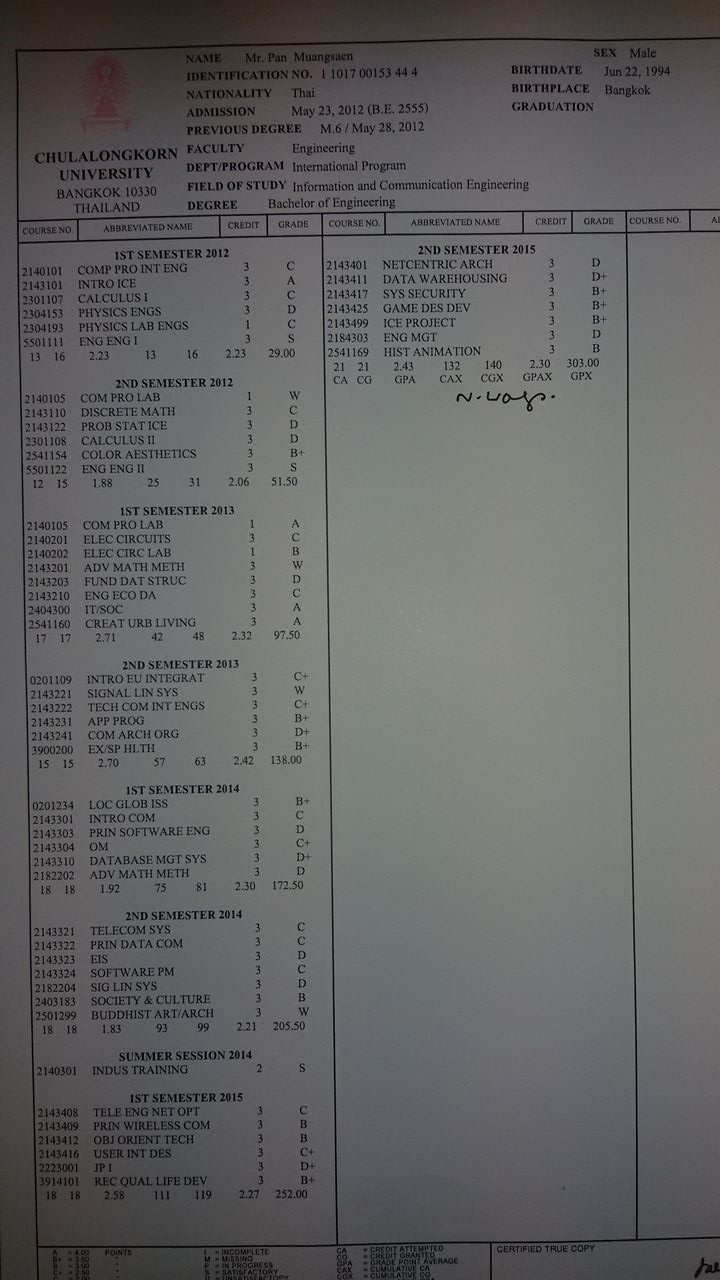 NAME Mr. Pan Muangsaen SEX Male
IDENTIFICATION NO. 1 1017 00153 44 4 BIRTHDATE Jun 22, 1994
NATIONALITY Thai BIRTHPLACE Bangkok
ADMISSION May 23, 2012 (B.E. 2555) GRADUATION
PREVIOUS DEGREE M.6 / May 28, 2012
CHULALONGKORN UNIVERSITY
BANGKOK 10330
THAILAND
FACULTY Engineering
DEPT/PROGRAM International Program
FIELD OF STUDY Information and Communication Engineering
DEGREE Bachelor of Engineering
COURSE NO. ABBREVIATED NAME CREDIT GRADE COURSE NO. ABBREVIATED NAME CREDIT GRADE COURSE NO.
1ST SEMESTER 2012
2140101 COMP PRO INT ENG 3 C
2143101 INTRO ICE 3 A
2301107 CALCULUS I 3 C
2304153 PHYSICS ENGS 3 D
2304193 PHYSICS LAB ENGS 1 C
5501111 ENG ENG I 3 S
13 16 2.23 13 16 2.23 29.00
2ND SEMESTER 2012
2140105 COM PRO LAB 1 W
2143110 DISCRETE MATH 3 C
2143122 PROB STAT ICE 3 D
2301108 CALCULUS II 3 D
2541154 COLOR AESTHETICS 3 B+
5501122 ENG ENG II 3 S
12 15 1.88 25 31 2.06 51.50
1ST SEMESTER 2013
2140105 COM PRO LAB 1 A
2140201 ELEC CIRCUITS 3 C
2140202 ELEC CIRC LAB 1 B
2143201 ADV MATH METH 3 W
2143203 FUND DAT STRUC 3 D
2143210 ENG ECO DA 3 C
2404300 IT/SOC 3 A
2541160 CREAT URB LIVING 3 A
17 17 2.71 42 48 2.32 97.50
2ND SEMESTER 2013
0201109 INTRO EU INTEGRAT 3 C+
2143221 SIGNAL LIN SYS 3 W
2143222 TECH COM INT ENGS 3 C+
2143231 APP PROG 3 B+
2143241 COM ARCH ORG 3 D+
3900200 EX/SP HLTH 3 B+
15 15 2.70 57 63 2.42 138.00
1ST SEMESTER 2014
0201234 LOC GLOB ISS 3 B+
2143301 INTRO COM 3 C
2143303 PRIN SOFTWARE ENG 3 D
2143304 OM 3 C+
2143310 DATABASE MGT SYS 3 D+
2182202 ADV MATH METH 3 D
18 18 1.92 75 81 2.30 172.50
2ND SEMESTER 2014
2143321 TELECOM SYS 3 C
2143322 PRIN DATA COM 3 C
2143323 EIS 3 D
2143324 SOFTWARE PM 3 C
2182204 SIG LIN SYS 3 D
2403183 SOCIETY & CULTURE 3 B
2501299 BUDDHIST ART/ARCH 3 W
18 18 1.83 93 99 2.21 205.50
SUMMER SESSION 2014
2140301 INDUS TRAINING 2 S
1ST SEMESTER 2015
2143408 TELE ENG NET OPT 3 C
2143409 PRIN WIRELESS COM 3 B
2143412 OBJ ORIENT TECH 3 B
2143416 USER INT DES 3 C+
2223001 JP I 3 D+
3914101 REC QUAL LIFE DEV 3 B+
18 18 2.58 111 119 2.27 252.00
2ND SEMESTER 2015
2143401 NETCENTRIC ARCH 3 D
2143411 DATA WAREHOUSING 3 D+
2143417 SYS SECURITY 3 B+
2143425 GAME DES DEV 3 B+
2143499 ICE PROJECT 3 B+
2184303 ENG MGT 3 D
2541169 HIST ANIMATION 3 B
21 21 2.43 132 140 2.30 303.00
CA CG GPA CAX CGX GPAX GPX
A = 4.00 POINTS I = INCOMPLETE CA = CREDIT ATTEMPTED CERTIFIED TRUE COPY
B+ = 3.50 M = MISSING CG = CREDIT GRANTED
B = 3.00 P = IN PROGRESS GPA = GRADE POINT AVERAGE
C+ = 2.50 S = SATISFACTORY CAX = CUMULATIVE CA
U = UNSATISFACTORY CGX = CUMULATIVE CG